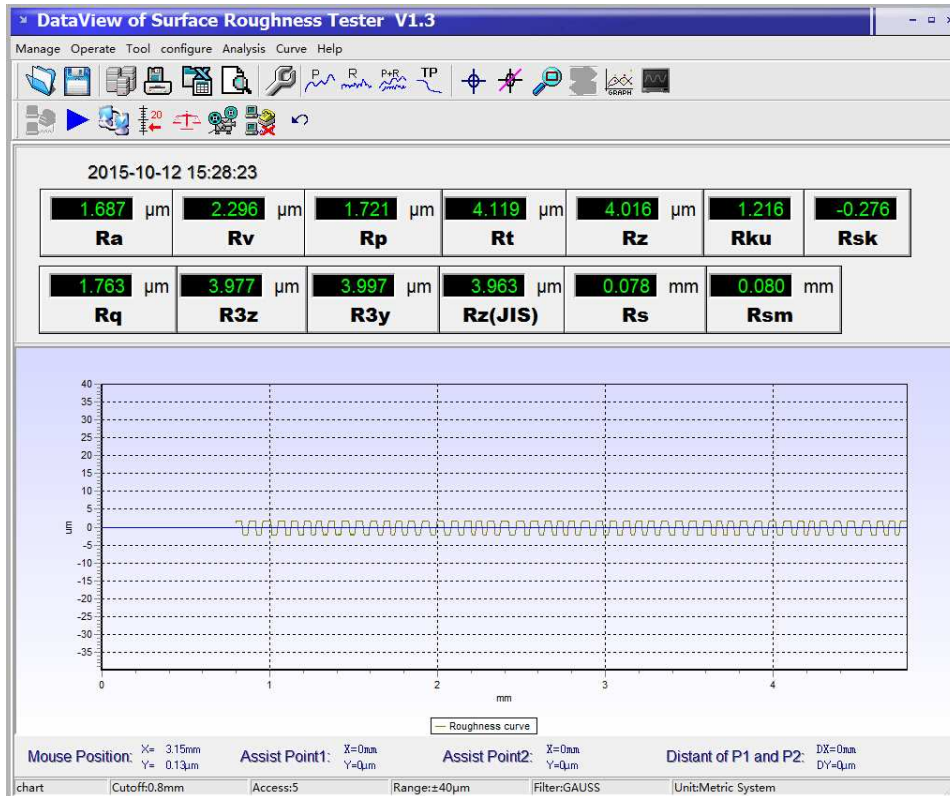 DataView of Surface Roughness Tester V1.3
Manage Operate Tool configure Analysis Curve Help
P R P+R TP GRAPH
20
2015-10-12 15:28:23
1.687 µm 2.296 µm 1.721 µm 4.119 µm 4.016 µm 1.216 -0.276
Ra Rv Rp Rt Rz Rku Rsk
1.763 µm 3.977 µm 3.997 µm 3.963 µm 0.078 mm 0.080 mm
Rq R3z R3y Rz(JIS) Rs Rsm
40
35
30
25
20
15
10
5
0
-5
-10
-15
-20
-25
-30
-35
um
0 1 2 3 4
mm
Roughness curve
Mouse Position: X= 3.15mm Assist Point1: X=0mm Assist Point2: X=0mm Distant of P1 and P2: DX=0mm
Y= 0.13µm Y=0µm Y=0µm DY=0µm
chart Cutoff:0.8mm Access:5 Range:±40µm Filter:GAUSS Unit:Metric System